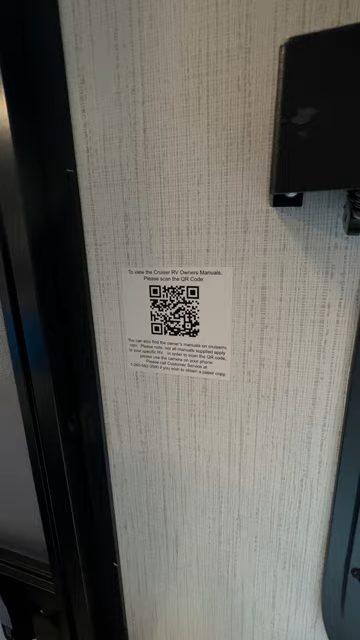 To view the Cruiser RV Owners Manuals,
Please scan the QR Code:
You can also find the owner's manuals on cruiserrv.
com. Please note, not all manuals supplied apply
to your specific RV. In order to scan the QR code,
please use the camera on your phone.
Please call Customer Service at
if you wish to obtain a paper copy.